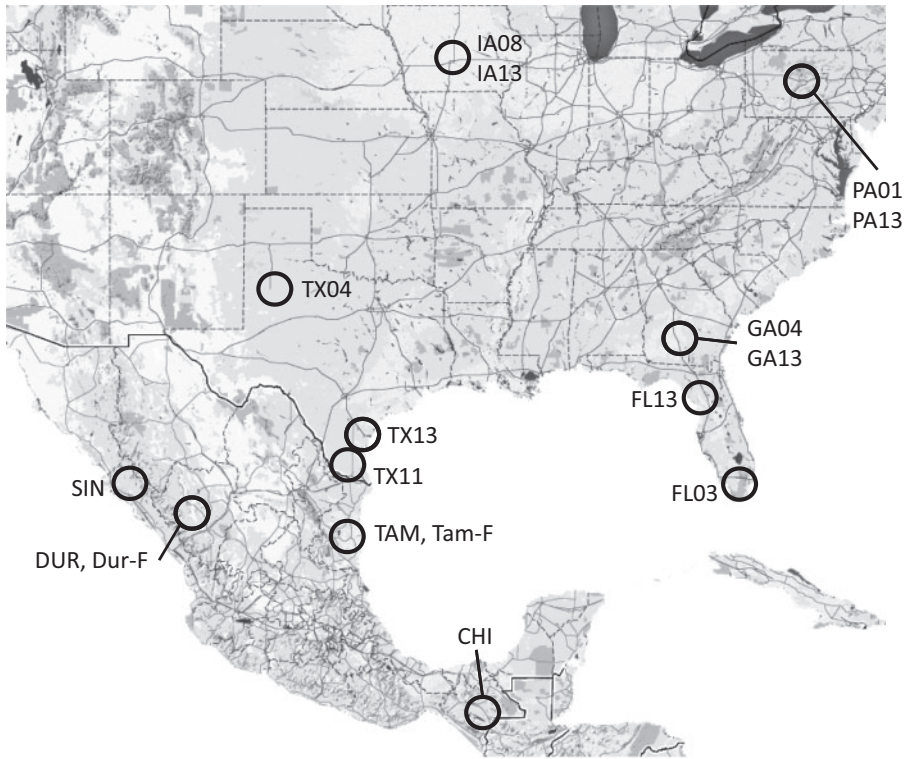 IA08
IA13
PA01
PA13
TX04
GA04
GA13
FL13
TX13
TX11
SIN
FL03
TAM, Tam-F
DUR, Dur-F
CHI